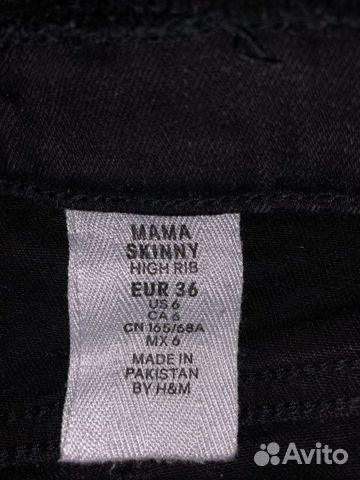 MAMA
SKINNY
HIGH RIB
EUR 36
US 6
CA 6
CN 165/68A
MX 6
MADE IN
PAKISTAN
BY H&M
Avito